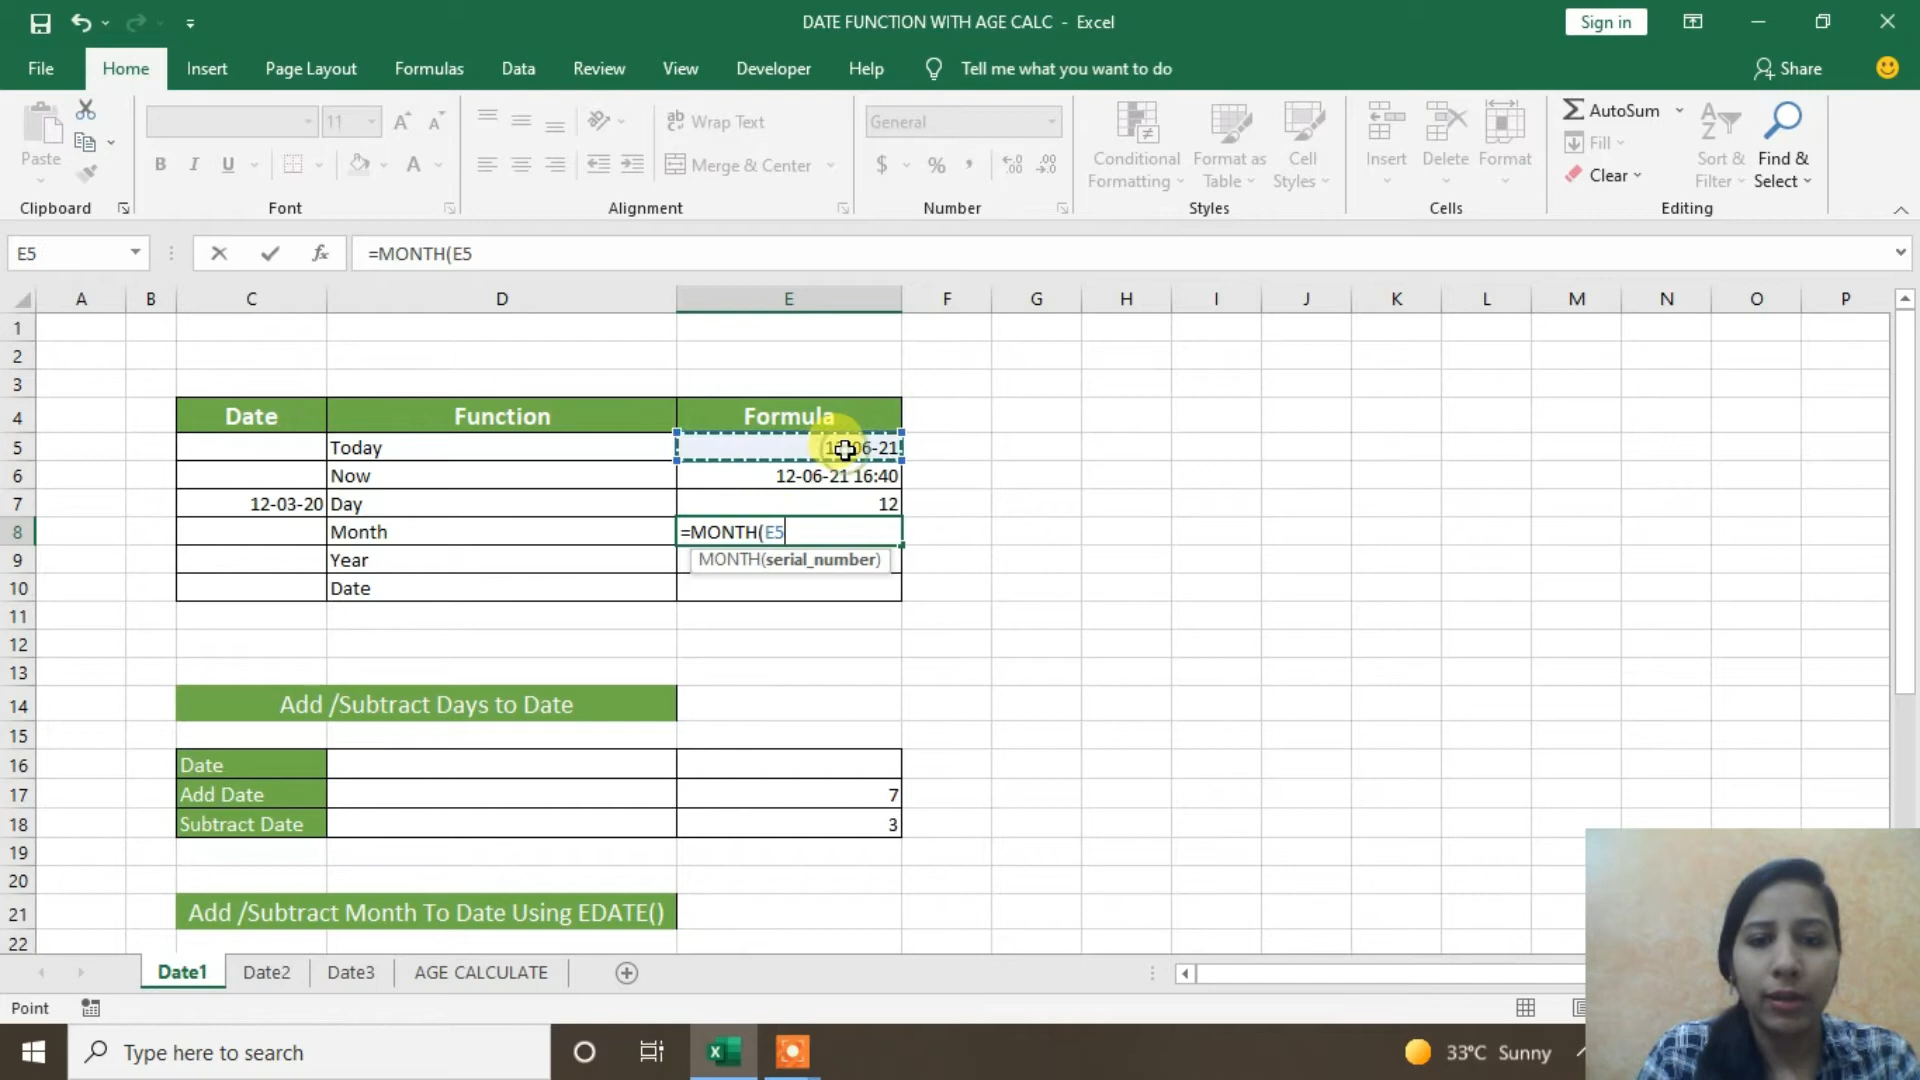 DATE FUNCTION WITH AGE CALC - Excel
Sign in
File Home Insert Page Layout Formulas Data Review View Developer Help Tell me what you want to do Share
Paste
11
B I U
A
ab Wrap Text
Merge & Center
General
$ % ,
Conditional Formatting
Format as Table
Cell Styles
Insert Delete Format
AutoSum
Fill
Clear
Sort & Filter
Find & Select
Clipboard Font Alignment Number Styles Cells Editing
E5 fx =MONTH(E5
A B C D E F G H I J K L M N O P
1
2
3
4 Date Function Formula
5 Today
6 Now 12-06-21 16:40
7 12-03-20 Day 12
8 Month =MONTH(E5
9 Year MONTH(serial_number)
10 Date
11
12
13
14 Add /Subtract Days to Date
15
16 Date
17 Add Date 7
18 Subtract Date 3
19
20
21 Add /Subtract Month To Date Using EDATE()
22
Date1 Date2 Date3 AGE CALCULATE
Point
Type here to search
33°C Sunny